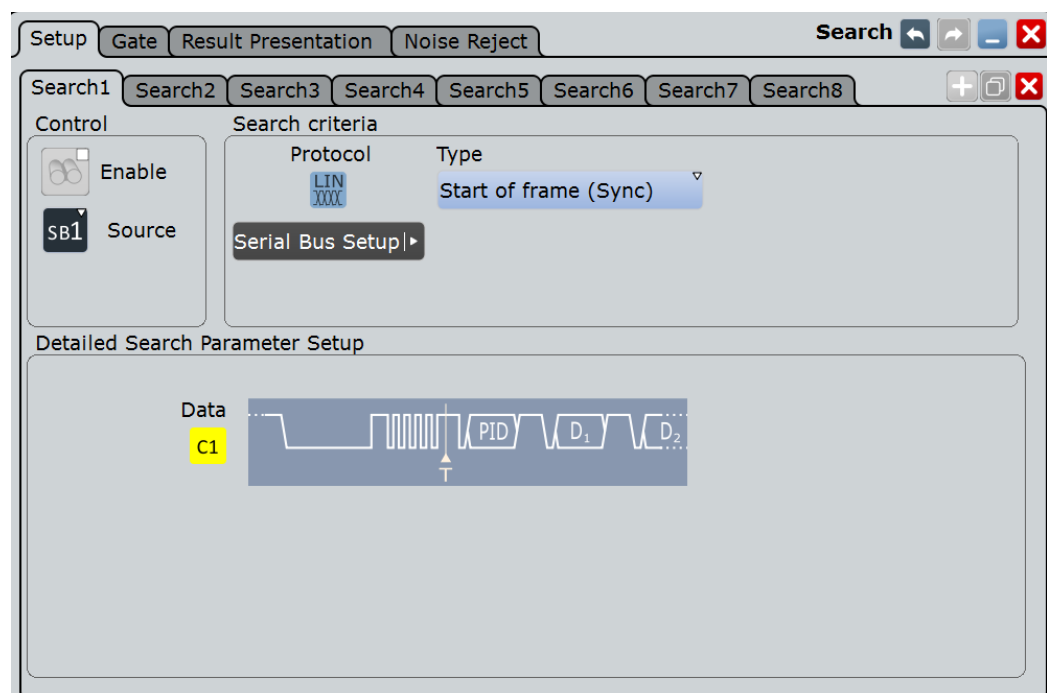 Setup Gate Result Presentation Noise Reject Search
Search1 Search2 Search3 Search4 Search5 Search6 Search7 Search8
Control Search criteria
Enable Protocol Type
LIN
XXXX
Start of frame (Sync)
SB1 Source Serial Bus Setup
Detailed Search Parameter Setup
Data
C1
PID D₁ D₂
T